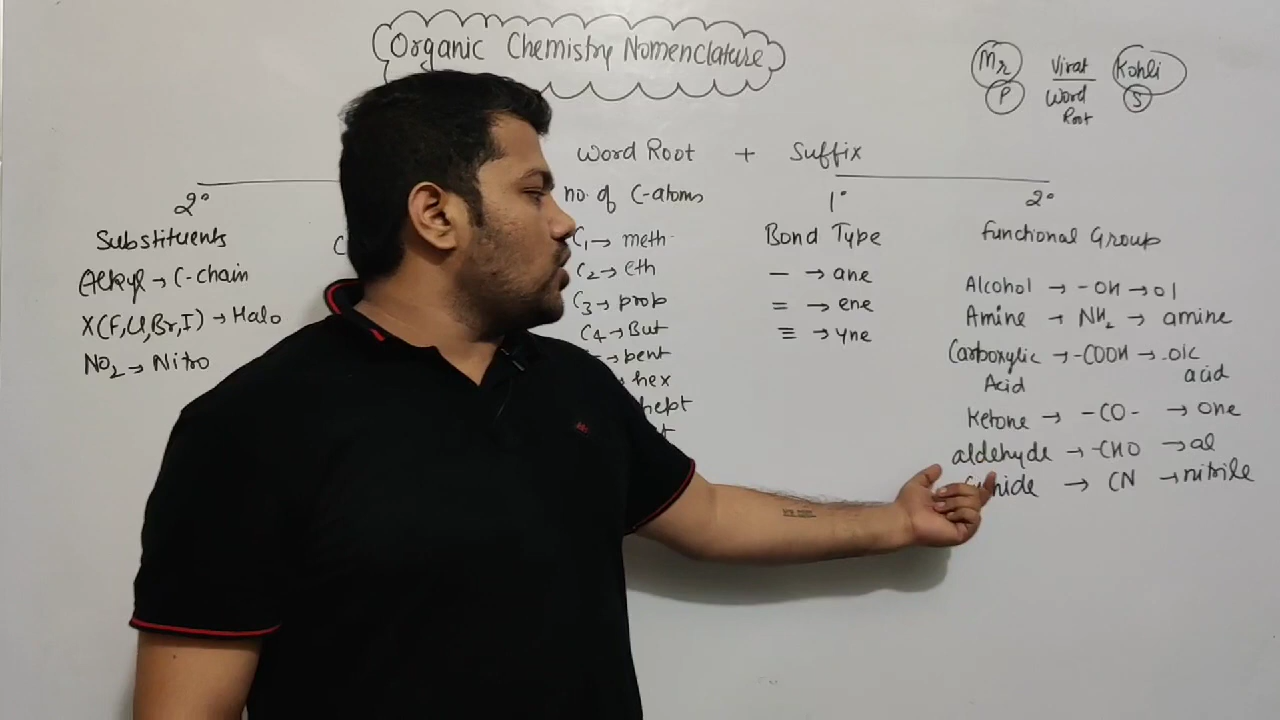 Organic Chemistry Nomenclature
Mr Virat Kohli
P Word Root S
Word Root + Suffix
2°
Substituents
Alkyl → C-chain
X(F,Cl,Br,I) → Halo
NO2 → Nitro
no. of C-atoms
C1 → meth
C2 → eth
C3 → prop
C4 → But
→ pent
hex
hept
1°
Bond Type
— → ane
= → ene
≡ → yne
2°
Functional Group
Alcohol → -OH → ol
Amine → NH2 → amine
Carboxylic Acid → -COOH → oic acid
Ketone → -CO- → one
aldehyde → -CHO → al
→ CN → nitrile